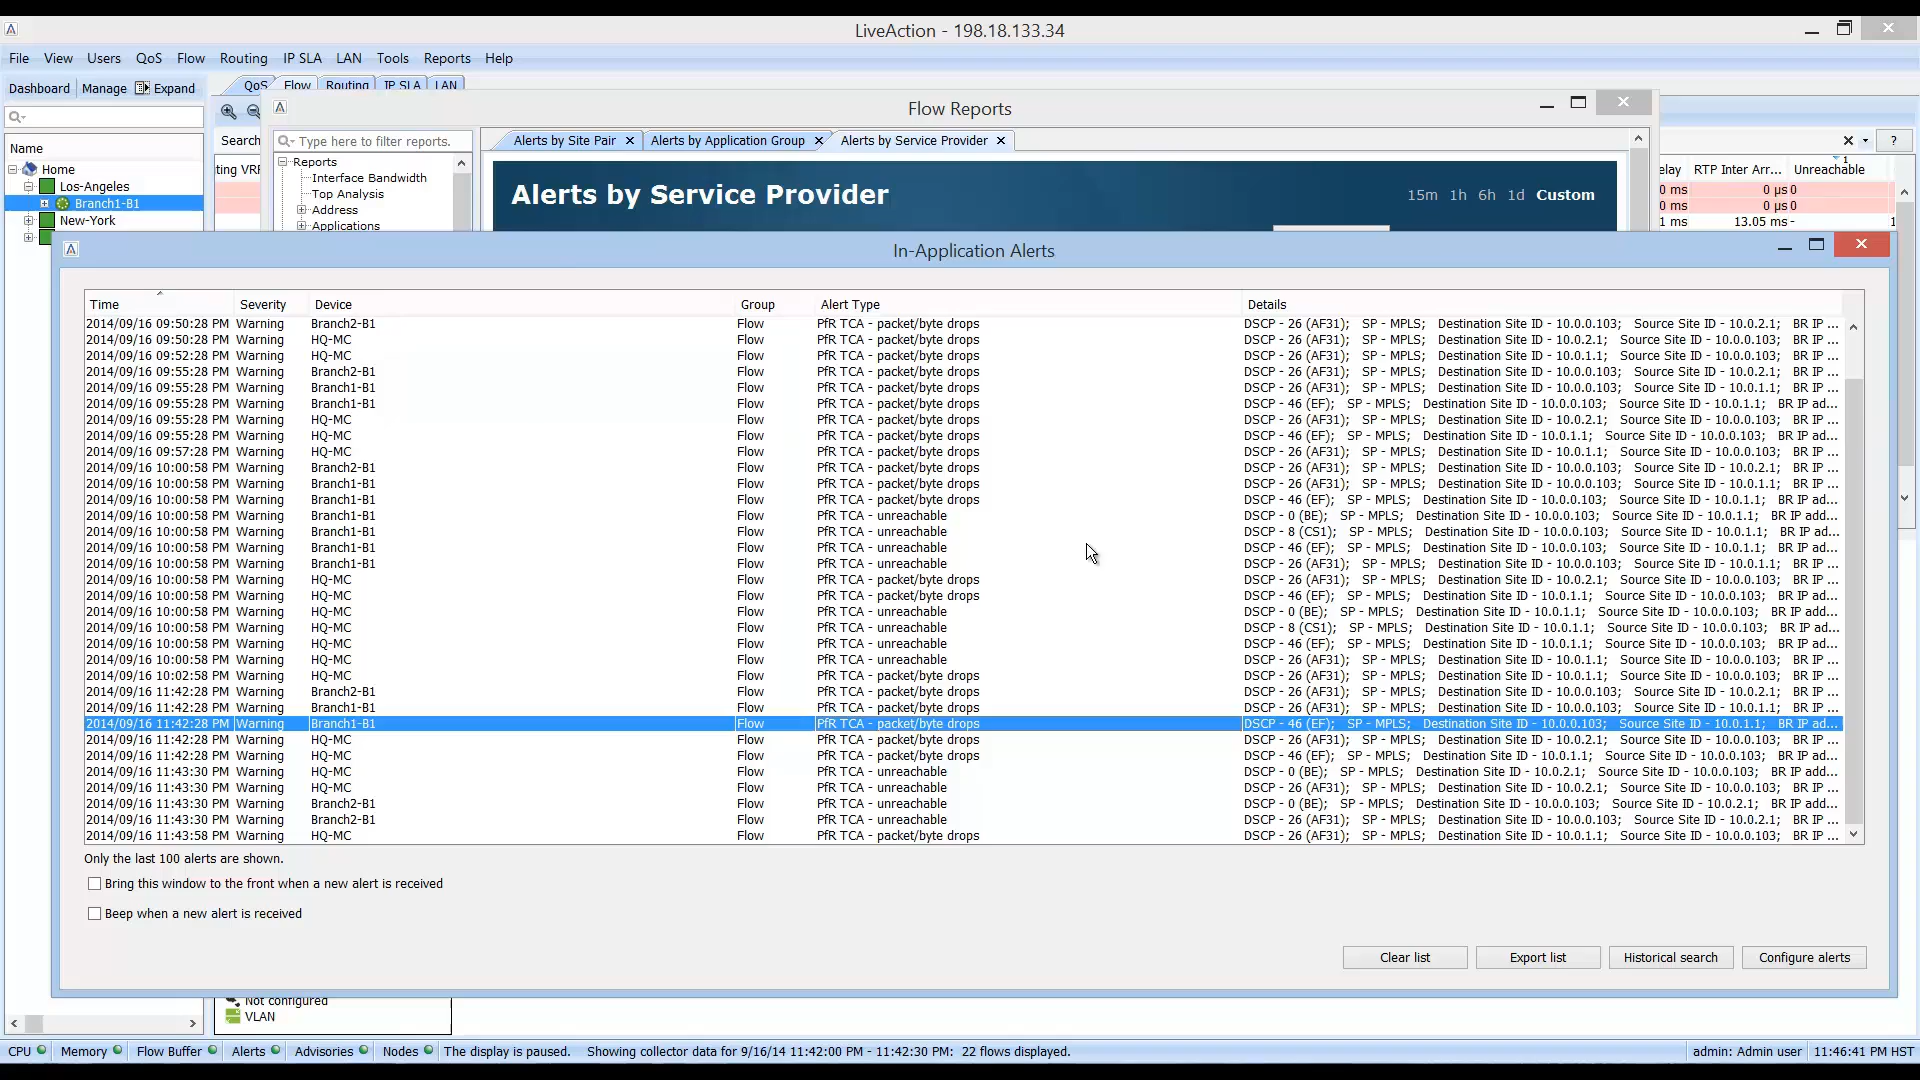 LiveAction - 198.18.133.34
File View Users QoS Flow Routing IP SLA LAN Tools Reports Help
Dashboard Manage Expand
QoS Flow Routing IP SLA LAN
Flow Reports
Search
Type here to filter reports.
Alerts by Site Pair Alerts by Application Group Alerts by Service Provider
Name
Home
Los-Angeles
Branch1-B1
New-York
Reports
Interface Bandwidth
Top Analysis
Address
Applications
Alerts by Service Provider
15m 1h 6h 1d Custom
?
ting VRF
elay RTP Inter Arr... Unreachable 1
0 ms 0 µs 0
0 ms 0 µs 0
1 ms 13.05 ms - 1
In-Application Alerts
Time Severity Device Group Alert Type Details
2014/09/16 09:50:28 PM Warning Branch2-B1 Flow PfR TCA - packet/byte drops DSCP - 26 (AF31); SP - MPLS; Destination Site ID - 10.0.0.103; Source Site ID - 10.0.2.1; BR IP ...
2014/09/16 09:50:28 PM Warning HQ-MC Flow PfR TCA - packet/byte drops DSCP - 26 (AF31); SP - MPLS; Destination Site ID - 10.0.2.1; Source Site ID - 10.0.0.103; BR IP ...
2014/09/16 09:52:28 PM Warning HQ-MC Flow PfR TCA - packet/byte drops DSCP - 26 (AF31); SP - MPLS; Destination Site ID - 10.0.1.1; Source Site ID - 10.0.0.103; BR IP ...
2014/09/16 09:55:28 PM Warning Branch2-B1 Flow PfR TCA - packet/byte drops DSCP - 26 (AF31); SP - MPLS; Destination Site ID - 10.0.0.103; Source Site ID - 10.0.2.1; BR IP ...
2014/09/16 09:55:28 PM Warning Branch1-B1 Flow PfR TCA - packet/byte drops DSCP - 26 (AF31); SP - MPLS; Destination Site ID - 10.0.0.103; Source Site ID - 10.0.1.1; BR IP ...
2014/09/16 09:55:28 PM Warning Branch1-B1 Flow PfR TCA - packet/byte drops DSCP - 46 (EF); SP - MPLS; Destination Site ID - 10.0.0.103; Source Site ID - 10.0.1.1; BR IP ad...
2014/09/16 09:55:28 PM Warning HQ-MC Flow PfR TCA - packet/byte drops DSCP - 26 (AF31); SP - MPLS; Destination Site ID - 10.0.2.1; Source Site ID - 10.0.0.103; BR IP ...
2014/09/16 09:55:28 PM Warning HQ-MC Flow PfR TCA - packet/byte drops DSCP - 46 (EF); SP - MPLS; Destination Site ID - 10.0.1.1; Source Site ID - 10.0.0.103; BR IP ad...
2014/09/16 09:57:28 PM Warning HQ-MC Flow PfR TCA - packet/byte drops DSCP - 26 (AF31); SP - MPLS; Destination Site ID - 10.0.1.1; Source Site ID - 10.0.0.103; BR IP ...
2014/09/16 10:00:58 PM Warning Branch2-B1 Flow PfR TCA - packet/byte drops DSCP - 26 (AF31); SP - MPLS; Destination Site ID - 10.0.0.103; Source Site ID - 10.0.2.1; BR IP ...
2014/09/16 10:00:58 PM Warning Branch1-B1 Flow PfR TCA - packet/byte drops DSCP - 26 (AF31); SP - MPLS; Destination Site ID - 10.0.0.103; Source Site ID - 10.0.1.1; BR IP ...
2014/09/16 10:00:58 PM Warning Branch1-B1 Flow PfR TCA - packet/byte drops DSCP - 46 (EF); SP - MPLS; Destination Site ID - 10.0.0.103; Source Site ID - 10.0.1.1; BR IP ad...
2014/09/16 10:00:58 PM Warning Branch1-B1 Flow PfR TCA - unreachable DSCP - 0 (BE); SP - MPLS; Destination Site ID - 10.0.0.103; Source Site ID - 10.0.1.1; BR IP add...
2014/09/16 10:00:58 PM Warning Branch1-B1 Flow PfR TCA - unreachable DSCP - 8 (CS1); SP - MPLS; Destination Site ID - 10.0.0.103; Source Site ID - 10.0.1.1; BR IP ad...
2014/09/16 10:00:58 PM Warning Branch1-B1 Flow PfR TCA - unreachable DSCP - 46 (EF); SP - MPLS; Destination Site ID - 10.0.0.103; Source Site ID - 10.0.1.1; BR IP ad...
2014/09/16 10:00:58 PM Warning Branch1-B1 Flow PfR TCA - unreachable DSCP - 26 (AF31); SP - MPLS; Destination Site ID - 10.0.0.103; Source Site ID - 10.0.1.1; BR IP ...
2014/09/16 10:00:58 PM Warning HQ-MC Flow PfR TCA - packet/byte drops DSCP - 26 (AF31); SP - MPLS; Destination Site ID - 10.0.2.1; Source Site ID - 10.0.0.103; BR IP ...
2014/09/16 10:00:58 PM Warning HQ-MC Flow PfR TCA - packet/byte drops DSCP - 46 (EF); SP - MPLS; Destination Site ID - 10.0.1.1; Source Site ID - 10.0.0.103; BR IP ad...
2014/09/16 10:00:58 PM Warning HQ-MC Flow PfR TCA - unreachable DSCP - 0 (BE); SP - MPLS; Destination Site ID - 10.0.1.1; Source Site ID - 10.0.0.103; BR IP add...
2014/09/16 10:00:58 PM Warning HQ-MC Flow PfR TCA - unreachable DSCP - 8 (CS1); SP - MPLS; Destination Site ID - 10.0.1.1; Source Site ID - 10.0.0.103; BR IP ad...
2014/09/16 10:00:58 PM Warning HQ-MC Flow PfR TCA - unreachable DSCP - 46 (EF); SP - MPLS; Destination Site ID - 10.0.1.1; Source Site ID - 10.0.0.103; BR IP ad...
2014/09/16 10:00:58 PM Warning HQ-MC Flow PfR TCA - unreachable DSCP - 26 (AF31); SP - MPLS; Destination Site ID - 10.0.1.1; Source Site ID - 10.0.0.103; BR IP ...
2014/09/16 10:02:58 PM Warning HQ-MC Flow PfR TCA - packet/byte drops DSCP - 26 (AF31); SP - MPLS; Destination Site ID - 10.0.1.1; Source Site ID - 10.0.0.103; BR IP ...
2014/09/16 11:42:28 PM Warning Branch2-B1 Flow PfR TCA - packet/byte drops DSCP - 26 (AF31); SP - MPLS; Destination Site ID - 10.0.0.103; Source Site ID - 10.0.2.1; BR IP ...
2014/09/16 11:42:28 PM Warning Branch1-B1 Flow PfR TCA - packet/byte drops DSCP - 26 (AF31); SP - MPLS; Destination Site ID - 10.0.0.103; Source Site ID - 10.0.1.1; BR IP ...
2014/09/16 11:42:28 PM Warning Branch1-B1 Flow PfR TCA - packet/byte drops DSCP - 46 (EF); SP - MPLS; Destination Site ID - 10.0.0.103; Source Site ID - 10.0.1.1; BR IP ad...
2014/09/16 11:42:28 PM Warning HQ-MC Flow PfR TCA - packet/byte drops DSCP - 26 (AF31); SP - MPLS; Destination Site ID - 10.0.2.1; Source Site ID - 10.0.0.103; BR IP ...
2014/09/16 11:42:28 PM Warning HQ-MC Flow PfR TCA - packet/byte drops DSCP - 46 (EF); SP - MPLS; Destination Site ID - 10.0.1.1; Source Site ID - 10.0.0.103; BR IP ad...
2014/09/16 11:43:30 PM Warning HQ-MC Flow PfR TCA - unreachable DSCP - 0 (BE); SP - MPLS; Destination Site ID - 10.0.2.1; Source Site ID - 10.0.0.103; BR IP add...
2014/09/16 11:43:30 PM Warning HQ-MC Flow PfR TCA - unreachable DSCP - 26 (AF31); SP - MPLS; Destination Site ID - 10.0.2.1; Source Site ID - 10.0.0.103; BR IP ...
2014/09/16 11:43:30 PM Warning Branch2-B1 Flow PfR TCA - unreachable DSCP - 0 (BE); SP - MPLS; Destination Site ID - 10.0.0.103; Source Site ID - 10.0.2.1; BR IP add...
2014/09/16 11:43:30 PM Warning Branch2-B1 Flow PfR TCA - unreachable DSCP - 26 (AF31); SP - MPLS; Destination Site ID - 10.0.0.103; Source Site ID - 10.0.2.1; BR IP ...
2014/09/16 11:43:58 PM Warning HQ-MC Flow PfR TCA - packet/byte drops DSCP - 26 (AF31); SP - MPLS; Destination Site ID - 10.0.1.1; Source Site ID - 10.0.0.103; BR IP ...
Only the last 100 alerts are shown.
Bring this window to the front when a new alert is received
Beep when a new alert is received
Clear list Export list Historical search Configure alerts
Not configured
VLAN
CPU Memory Flow Buffer Alerts Advisories Nodes The display is paused. Showing collector data for 9/16/14 11:42:00 PM - 11:42:30 PM: 22 flows displayed. admin: Admin user 11:46:41 PM HST